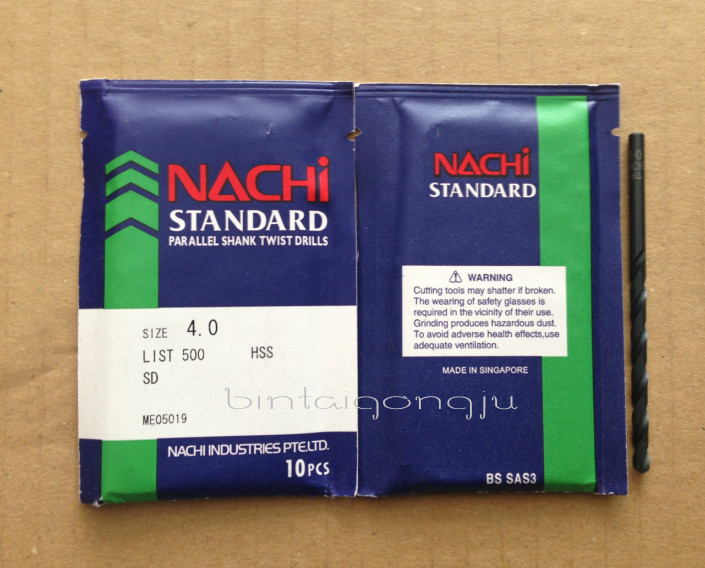 NACHi
STANDARD
PARALLEL SHANK TWIST DRILLS
SIZE 4.0
LIST 500 HSS
SD
ME05019
NACHI INDUSTRIES PTE.LTD.
10 PCS
NACHi
STANDARD
WARNING
Cutting tools may shatter if broken.
The wearing of safety glasses is
required in the vicinity of their use.
Grinding produces hazardous dust.
To avoid adverse health effects,use
adequate ventilation.
MADE IN SINGAPORE
BS SAS3
bintaigongju